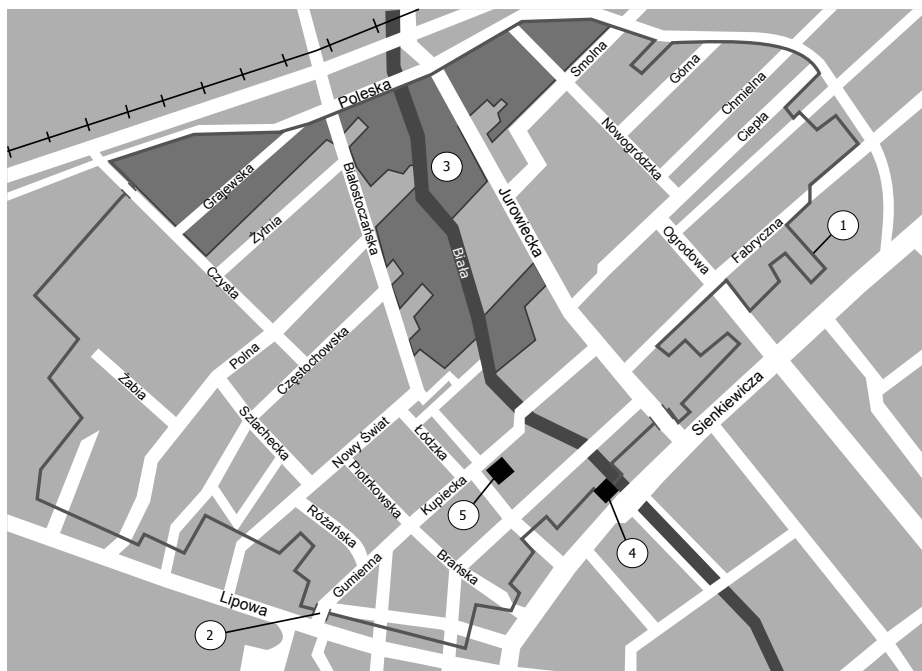 Poleska
Smolna
Górna
Chmielna
Ciepła
Nowogródzka
3
Grajewska
Białostoczańska
Jurowiecka
Żytnia
1
Fabryczna
Ogrodowa
Biała
Czysta
Polna
Częstochowska
Żabia
Sienkiewicza
Szlachecka
Nowy Świat
Łódzka
Piotrkowska
Kupiecka
5
Różańska
4
Brańska
Gumienna
Lipowa
2